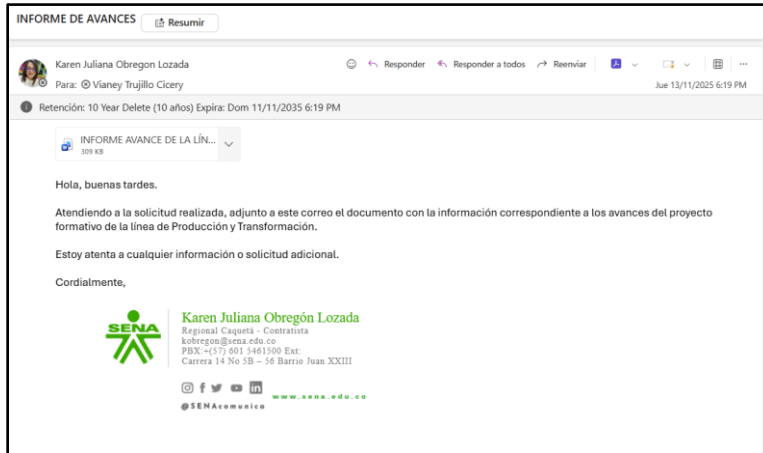 INFORME DE AVANCES Resumir
Karen Juliana Obregon Lozada Responder Responder a todos Reenviar
Para: Vianey Trujillo Cicery Jue 13/11/2025 6:19 PM
Retención: 10 Year Delete (10 años) Expira: Dom 11/11/2035 6:19 PM
INFORME AVANCE DE LA LÍN...
309 KB
Hola, buenas tardes.
Atendiendo a la solicitud realizada, adjunto a este correo el documento con la información correspondiente a los avances del proyecto
formativo de la línea de Producción y Transformación.
Estoy atenta a cualquier información o solicitud adicional.
Cordialmente,
SENA
Karen Juliana Obregón Lozada
Regional Caquetá - Contratista
kobregon@sena.edu.co
PBX:+(57) 601 5461500 Ext:
Carrera 14 No 5B – 56 Barrio Juan XXIII
www.sena.edu.co
@SENAcomunica